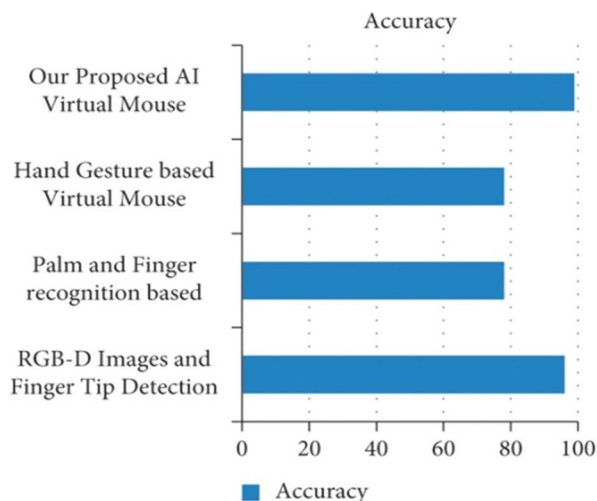 Accuracy
Our Proposed AI
Virtual Mouse
Hand Gesture based
Virtual Mouse
Palm and Finger
recognition based
RGB-D Images and
Finger Tip Detection
0 20 40 60 80 100
Accuracy